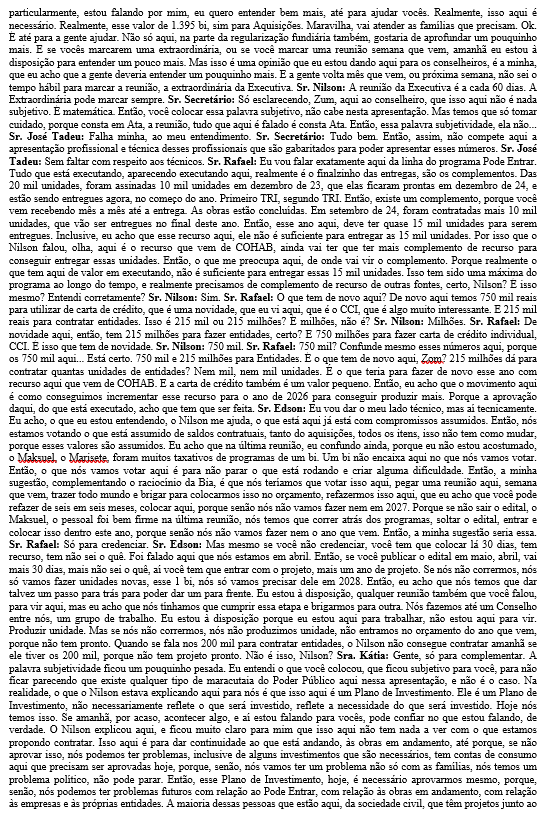 particularmente, estou falando por mim, eu quero entender bem mais, até para ajudar vocês. Realmente, isso aqui é
necessário. Realmente, esse valor de 1.395 bi, sim para Aquisições. Maravilha, vai atender as famílias que precisam. Ok.
E até para a gente ajudar. Não só aqui, na parte da regularização fundiária também, gostaria de aprofundar um pouquinho
mais. E se vocês marcarem uma extraordinária, ou se você marcar uma reunião semana que vem, amanhã eu estou à
disposição para entender um pouco mais. Mas isso é uma opinião que eu estou dando aqui para os conselheiros, é a minha,
que eu acho que a gente deveria entender um pouquinho mais. E a gente volta mês que vem, ou próxima semana, não sei o
tempo hábil para marcar a reunião, a extraordinária da Executiva. Sr. Nilson: A reunião da Executiva é a cada 60 dias. A
Extraordinária pode marcar sempre. Sr. Secretário: Só esclarecendo, Zum, aqui ao conselheiro, que isso aqui não é nada
subjetivo. É matemática. Então, você colocar essa palavra subjetivo, não cabe nesta apresentação. Mas temos que só tomar
cuidado, porque consta em Ata, a reunião, tudo que aqui é falado é consta Ata. Então, essa palavra subjetividade, ela não...
Sr. José Tadeu: Falha minha, ao meu entendimento. Sr. Secretário: Tudo bem. Então, assim, não compete aqui a
apresentação profissional e técnica desses profissionais que são gabaritados para poder apresentar esses números. Sr. José
Tadeu: Sem faltar com respeito aos técnicos. Sr. Rafael: Eu vou falar exatamente aqui da linha do programa Pode Entrar.
Tudo que está executando, aparecendo executando aqui, realmente é o finalzinho das entregas, são os complementos. Das
20 mil unidades, foram assinadas 10 mil unidades em dezembro de 23, que elas ficaram prontas em dezembro de 24, e
estão sendo entregues agora, no começo do ano. Primeiro TRI, segundo TRI. Então, existe um complemento, porque você
vem recebendo mês a mês até a entrega. As obras estão concluídas. Em setembro de 24, foram contratadas mais 10 mil
unidades, que vão ser entregues no final deste ano. Então, esse ano aqui, deve ter quase 15 mil unidades para serem
entregues. Inclusive, eu acho que esse recurso aqui, ele não é suficiente para entregar as 15 mil unidades. Por isso que o
Nilson falou, olha, aqui é o recurso que vem de COHAB, ainda vai ter que ter mais complemento de recurso para
conseguir entregar essas unidades. Então, o que me preocupa aqui, de onde vai vir o complemento. Porque realmente o
que tem aqui de valor em executando, não é suficiente para entregar essas 15 mil unidades. Isso tem sido uma máxima do
programa ao longo do tempo, e realmente precisamos de complemento de recurso de outras fontes, certo, Nilson? E isso
mesmo? Entendi corretamente? Sr. Nilson: Sim. Sr. Rafael: O que tem de novo aqui? De novo aqui temos 750 mil reais
para utilizar de carta de crédito, que é uma novidade, que eu vi aqui, que é o CCI, que é algo muito interessante. E 215 mil
reais para contratar entidades. Isso é 215 mil ou 215 milhões? É milhões, não é? Sr. Nilson: Milhões. Sr. Rafael: De
novidade aqui, então, tem 215 milhões para fazer entidades, certo? E 750 mil para fazer carta de crédito individual,
CCI. E isso que tem de novidade. Sr. Nilson: 750 mil. Sr. Rafael: 750 mil? Confunde mesmo esses números aqui, porque
os 750 mil aqui... Está certo. 750 mil e 215 milhões para Entidades. E o que tem de novo aqui, Zom? 215 milhões dá para
contratar quantas unidades de entidades? Nem mil, nem mil unidades. E o que teria para fazer de novo esse ano com
recurso aqui que vem de COHAB. E a carta de crédito também é um valor pequeno. Então, eu acho que o movimento aqui
é como conseguimos incrementar esse recurso para o ano de 2026 para conseguir produzir mais. Porque a aprovação
daqui, do que está executado, acho que tem que ser feita. Sr. Edson: Eu vou dar o meu lado técnico, mas aí tecnicamente.
Eu acho, o que eu estou entendendo, o Nilson me ajuda, o que está aqui já está com compromissos assumidos. Então, nós
estamos votando o que está assumido de saldos contratuais, tanto do aquisições, todos os itens, isso não tem como mudar,
porque esses valores são assumidos. Eu acho que na última reunião, eu confundo ainda, porque não estou acostumado,
o Maksuel, o Marisete, foram muitos taxativos de programas de um bi. Um bi não encaixa aqui no que nós vamos votar.
Então, o que nós vamos votar aqui é para não parar o que está rodando e criar alguma dificuldade. Então, a minha
sugestão, complementando o raciocínio da Bia, é que nós teríamos que votar isso aqui, pegar uma reunião aqui, semana
que vem, trazer todo mundo e brigar para colocarmos isso no orçamento, refazermos isso aqui, que eu acho que você pode
refazer de seis em seis meses, colocar aqui, porque senão nós não vamos fazer nem em 2027. Porque se não sair o edital, o
Maksuel, o pessoal foi bem firme na última reunião, nós temos que correr atrás dos programas, soltar o edital, entrar e
colocar isso dentro este ano, porque senão nós não vamos fazer nem o ano que vem. Então, a minha sugestão seria essa.
Sr. Rafael: Só para credenciar. Sr. Edson: Mas mesmo se você não credenciar, você tem que colocar lá 30 dias, tem
recurso, tem não sei o quê. Foi falado aqui que nós estamos em abril. Então, se você publicar o edital em maio, abril, vai
mais 30 dias, mais não sei o quê, aí você tem que entrar com o projeto, mais um ano de projeto. Se nós não corrermos, nós
só vamos fazer unidades novas, esse 1 bi, nós só vamos precisar dele em 2028. Então, eu acho que nós temos que dar
talvez um passo para trás para poder dar um para frente. Eu estou à disposição, qualquer reunião também que você falou,
para vir aqui, mas eu acho que nós tínhamos que cumprir essa etapa e brigarmos para outra. Nós fazemos até um Conselho
entre nós, um grupo de trabalho. Eu estou à disposição porque eu estou aqui para trabalhar, não estou aqui para vir.
Produzir unidade. Mas se nós não corrermos, nós não produzimos unidade, não entramos no orçamento do ano que vem,
porque não tem pronto. Quando se fala nos 200 mil para contratar entidades, o Nilson não consegue contratar amanhã se
ele tiver os 200 mil, porque não tem projeto pronto. Não é isso, Nilson? Sra. Kátia: Gente, só para complementar. A
palavra subjetividade ficou um pouquinho pesada. Eu entendi o que você colocou, que ficou subjetivo para você, para não
ficar parecendo que existe qualquer tipo de maracutaia do Poder Público aqui nessa apresentação, e não é o caso. Na
realidade, o que o Nilson estava explicando aqui para nós é que isso aqui é um Plano de Investimento. Ele é um Plano de
Investimento, não necessariamente reflete o que será investido, reflete a necessidade do que será investido. Hoje nós
temos isso. Se amanhã, por acaso, acontecer algo, e aí estou falando para vocês, pode confiar no que estou falando, de
verdade. O Nilson explicou aqui, e ficou muito claro para mim que isso aqui não tem nada a ver com o que estamos
propondo contratar. Isso aqui é para dar continuidade ao que está andando, às obras em andamento, até porque, se não
aprovar isso, nós podemos ter problemas, inclusive de alguns investimentos que são necessários, tem contas de consumo
aqui que precisam ser aprovadas hoje, porque, senão, nós vamos ter um problema não só com as famílias, nós temos um
problema político, não pode parar. Então, esse Plano de Investimento, hoje, é necessário aprovarmos mesmo, porque,
senão, nós podemos ter problemas futuros com relação ao Pode Entrar, com relação às obras em andamento, com relação
às empresas e às próprias entidades. A maioria dessas pessoas que estão aqui, da sociedade civil, que têm projetos junto ao